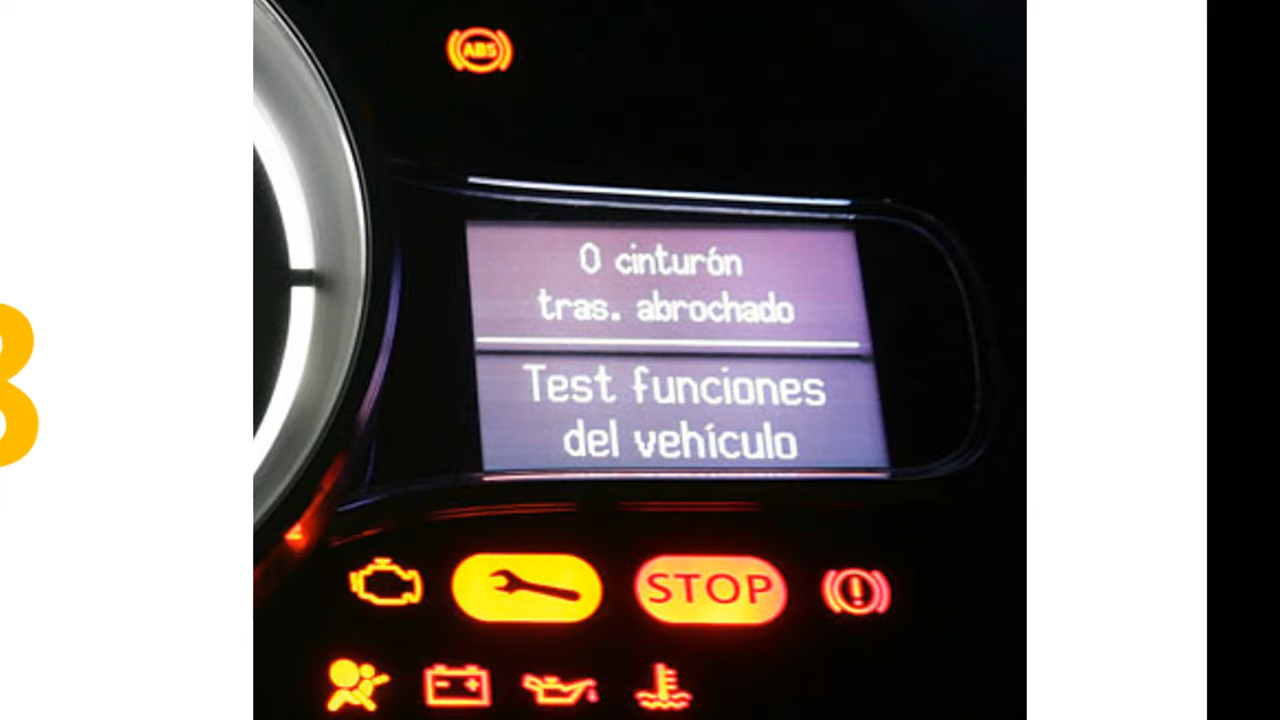 ABS
0 cinturón
tras. abrochado
Test funciones
del vehículo
STOP